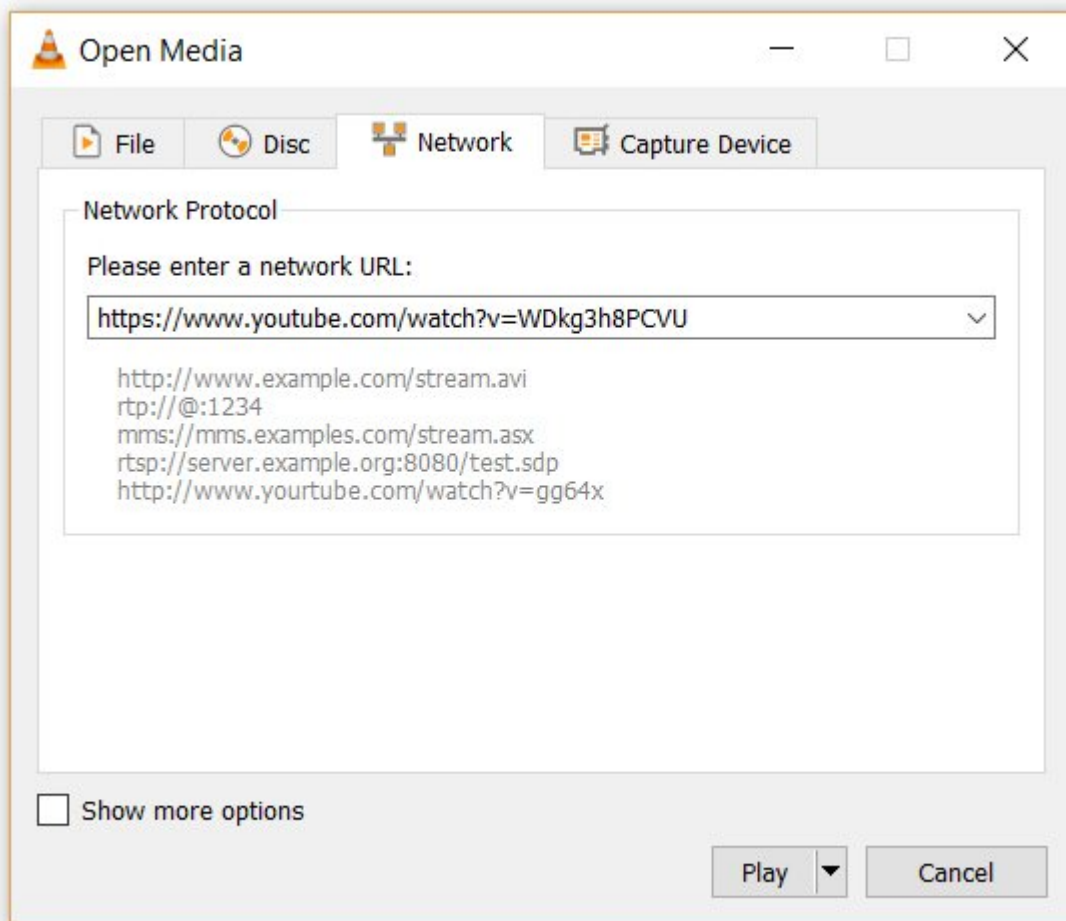 Open Media
File Disc Network Capture Device
Network Protocol
Please enter a network URL:
https://www.youtube.com/watch?v=WDkg3h8PCVU
http://www.example.com/stream.avi
rtp://@:1234
mms://mms.examples.com/stream.asx
rtsp://server.example.org:8080/test.sdp
http://www.yourtube.com/watch?v=gg64x
Show more options
Play Cancel